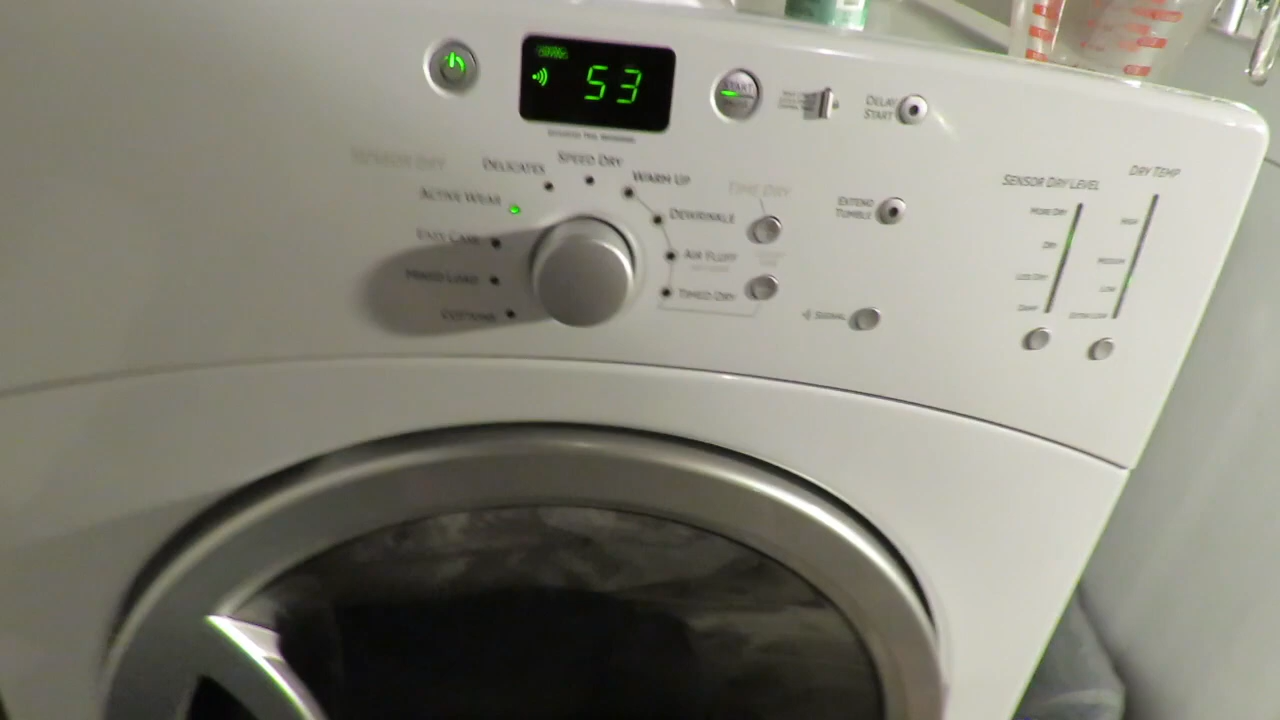 53
START
DELAY
START
SENSOR DRY
DELICATES
SPEED DRY
WARM UP
ACTIVE WEAR
EASY CARE
MIXED LOAD
COTTONS
TIME DRY
DEWRINKLE
AIR FLUFF
TIMED DRY
EXTEND
TUMBLE
SIGNAL
SENSOR DRY LEVEL
MORE DRY
DRY
LESS DRY
DAMP
DRY TEMP
HIGH
MEDIUM
LOW
EXTRA LOW